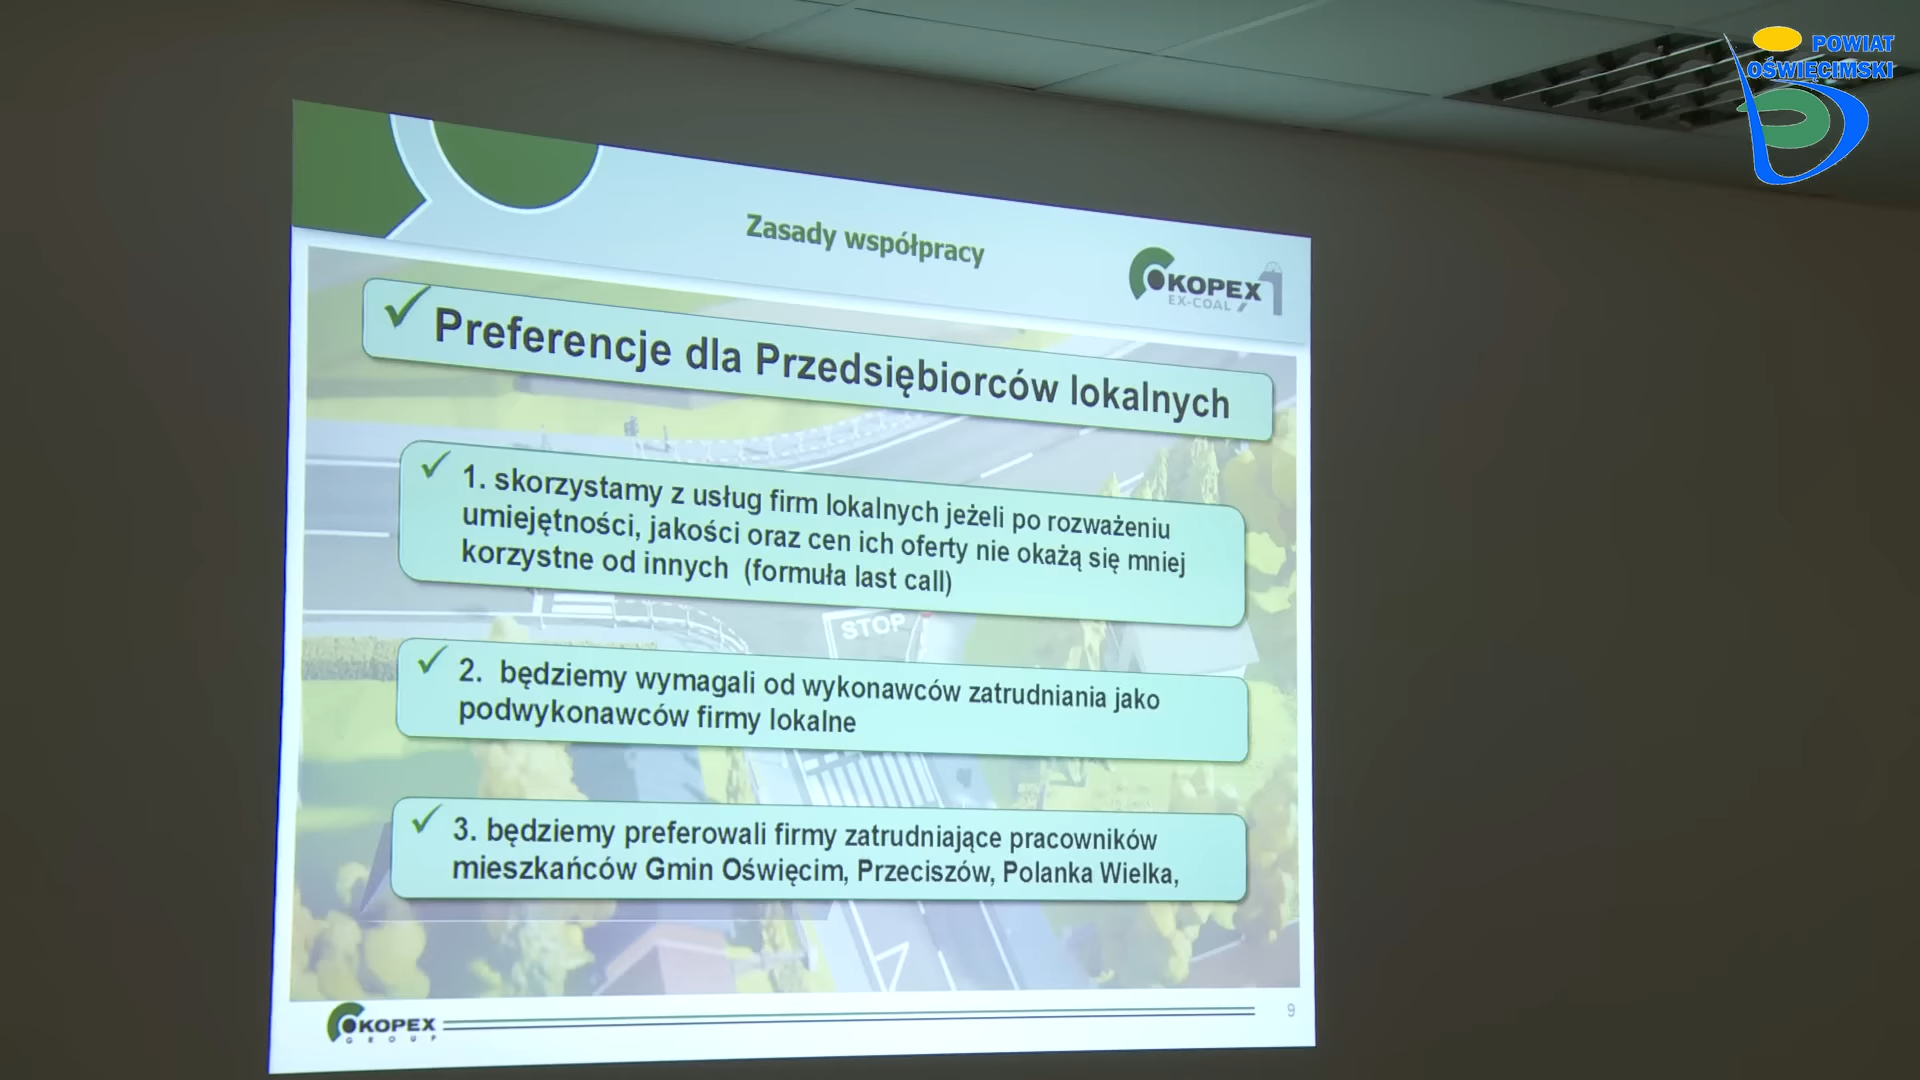 POWIAT
OŚWIĘCIMSKI
Zasady współpracy
KOPEX
EX-COAL
Preferencje dla Przedsiębiorców lokalnych
1. skorzystamy z usług firm lokalnych jeżeli po rozważeniu
umiejętności, jakości oraz cen ich oferty nie okażą się mniej
korzystne od innych (formuła last call)
STOP
2. będziemy wymagali od wykonawców zatrudniania jako
podwykonawców firmy lokalne
3. będziemy preferowali firmy zatrudniające pracowników
mieszkańców Gmin Oświęcim, Przeciszów, Polanka Wielka,
KOPEX
GROUP
9